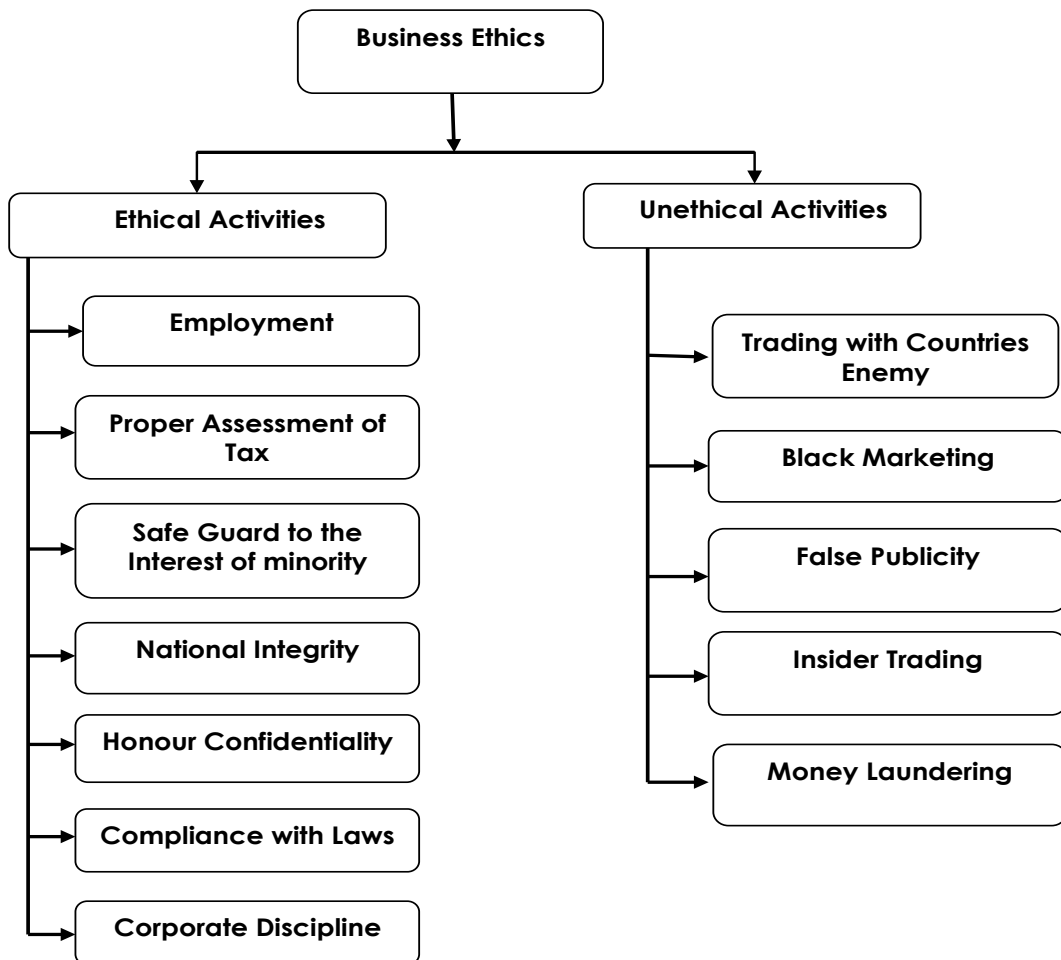 Business Ethics
Ethical Activities
Unethical Activities
Employment
Proper Assessment of
Tax
Safe Guard to the
Interest of minority
National Integrity
Honour Confidentiality
Compliance with Laws
Corporate Discipline
Trading with Countries
Enemy
Black Marketing
False Publicity
Insider Trading
Money Laundering